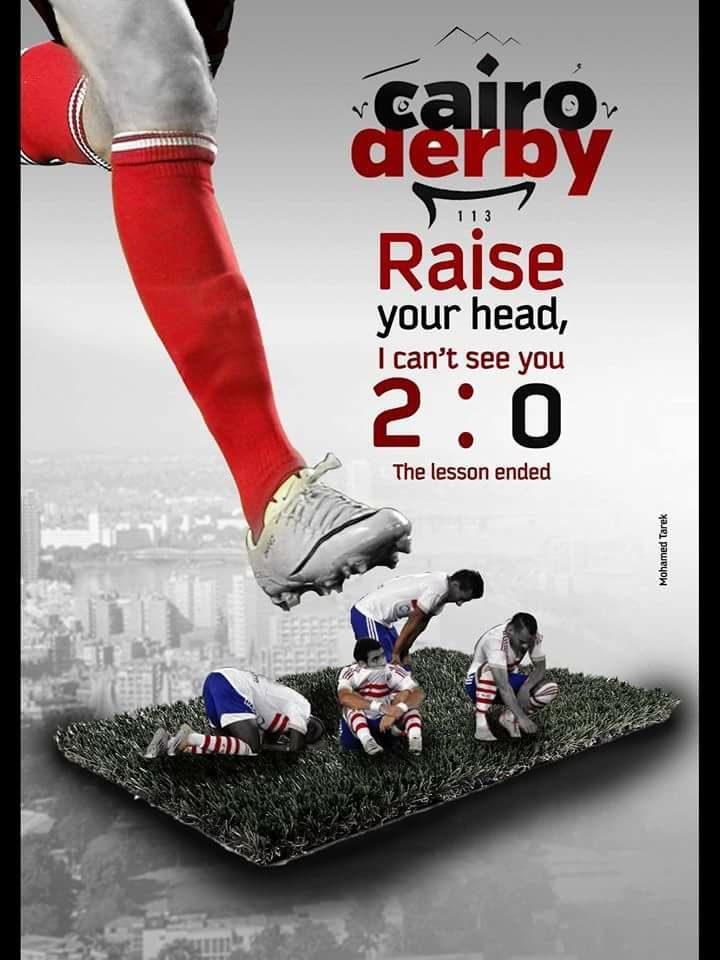 cairo
derby
113
Raise
your head,
I can't see you
2 : 0
The lesson ended
Mohamed Tarek